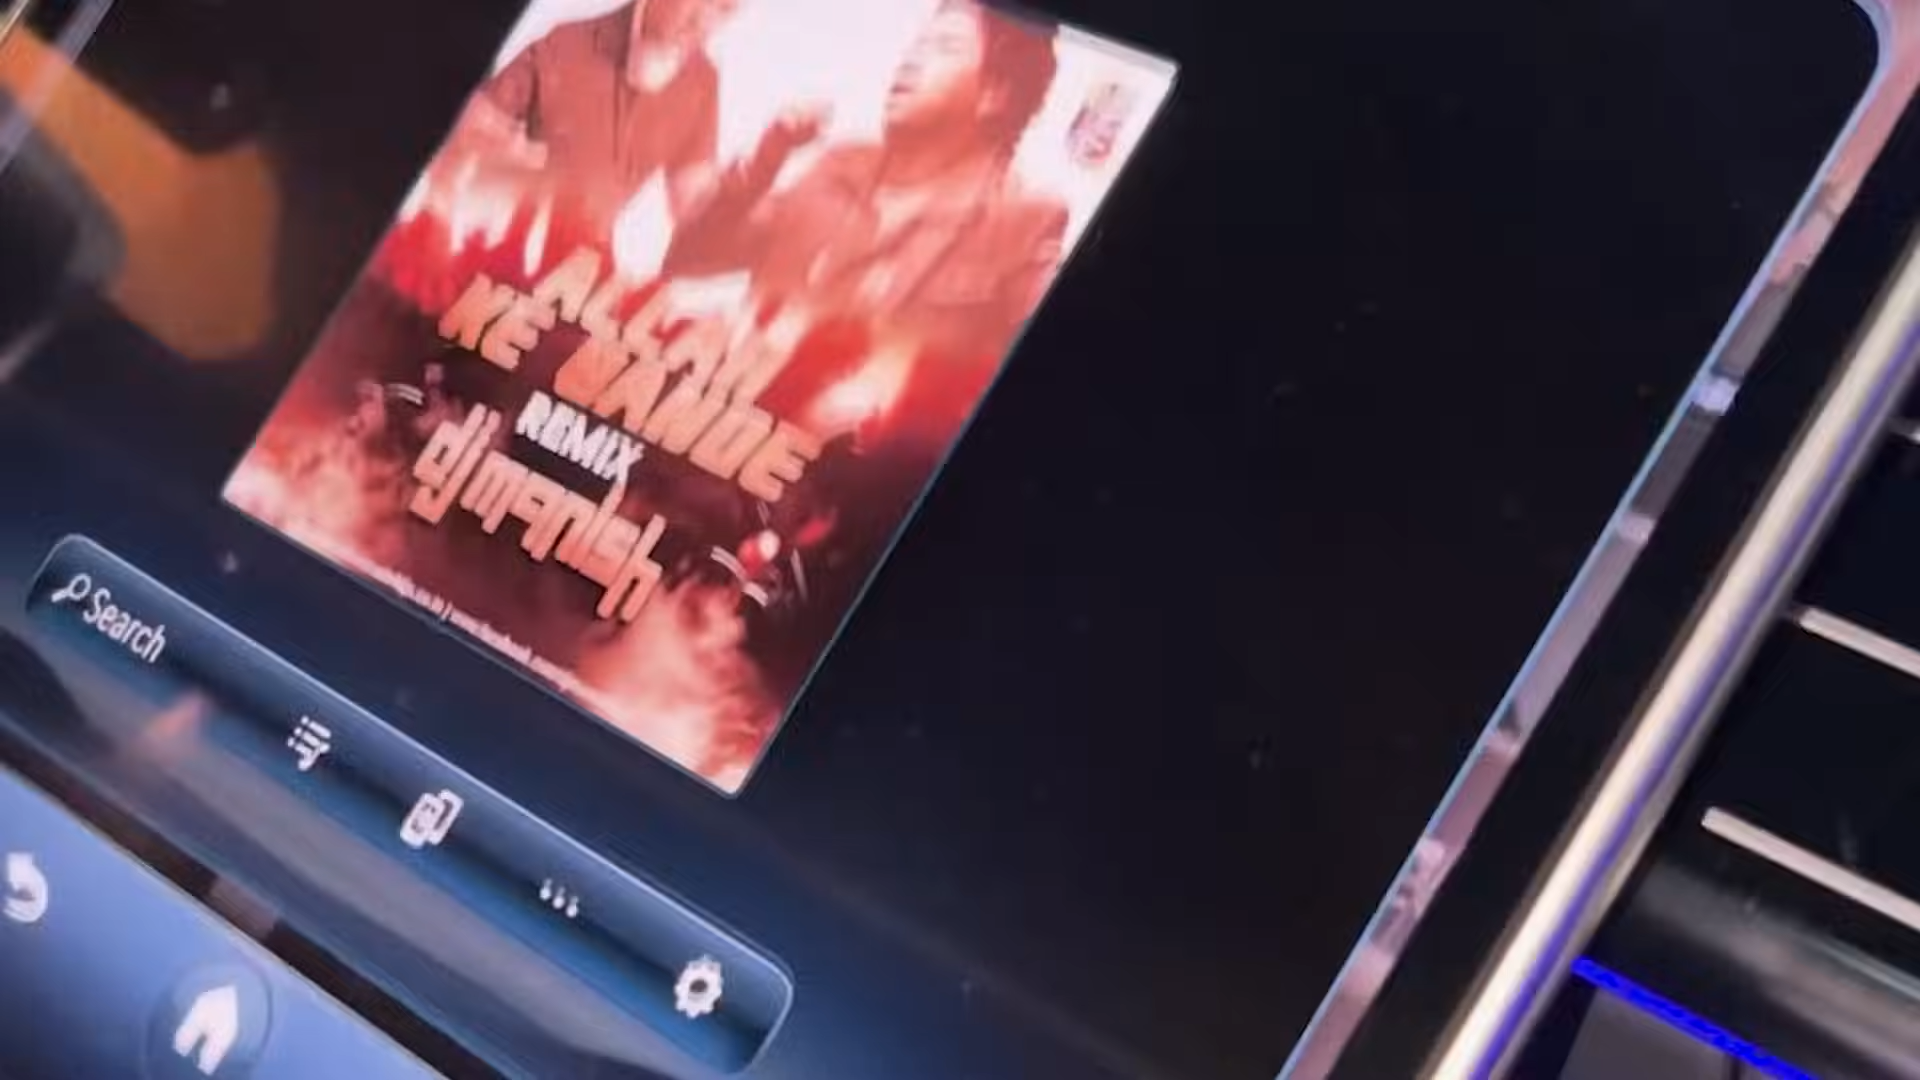 ALLAH
KE BANDE
REMIX
dj manish
Search